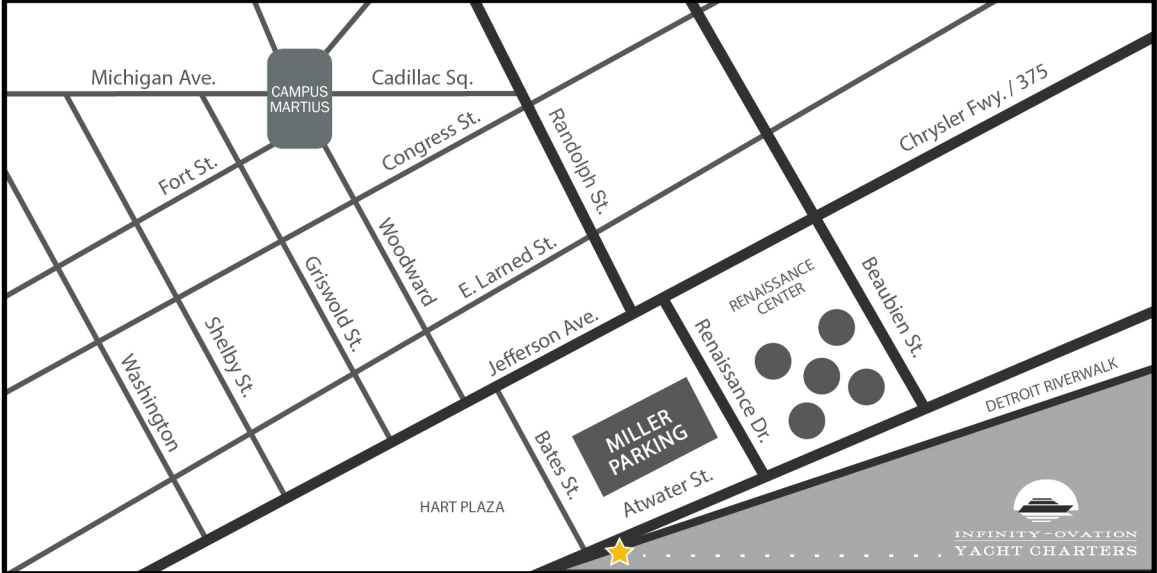 Michigan Ave.
CAMPUS
MARTIUS
Cadillac Sq.
Congress St.
Randolph St.
Chrysler Fwy. / 375
Fort St.
Woodward
E. Larned St.
Griswold St.
Shelby St.
Washington
Jefferson Ave.
RENAISSANCE
CENTER
Beaubien St.
Renaissance Dr.
MILLER
PARKING
Bates St.
Atwater St.
HART PLAZA
DETROIT RIVERWALK
INFINITY-OVATION
YACHT CHARTERS